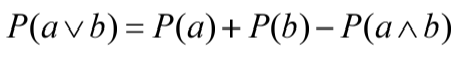 P(a∨b) = P(a) + P(b) − P(a∧b)